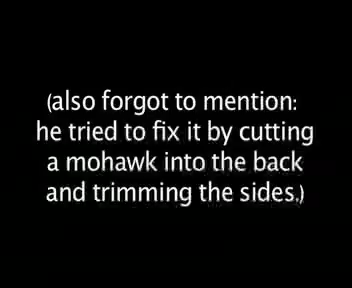 (also forgot to mention:
he tried to fix it by cutting
a mohawk into the back
and trimming the sides.)